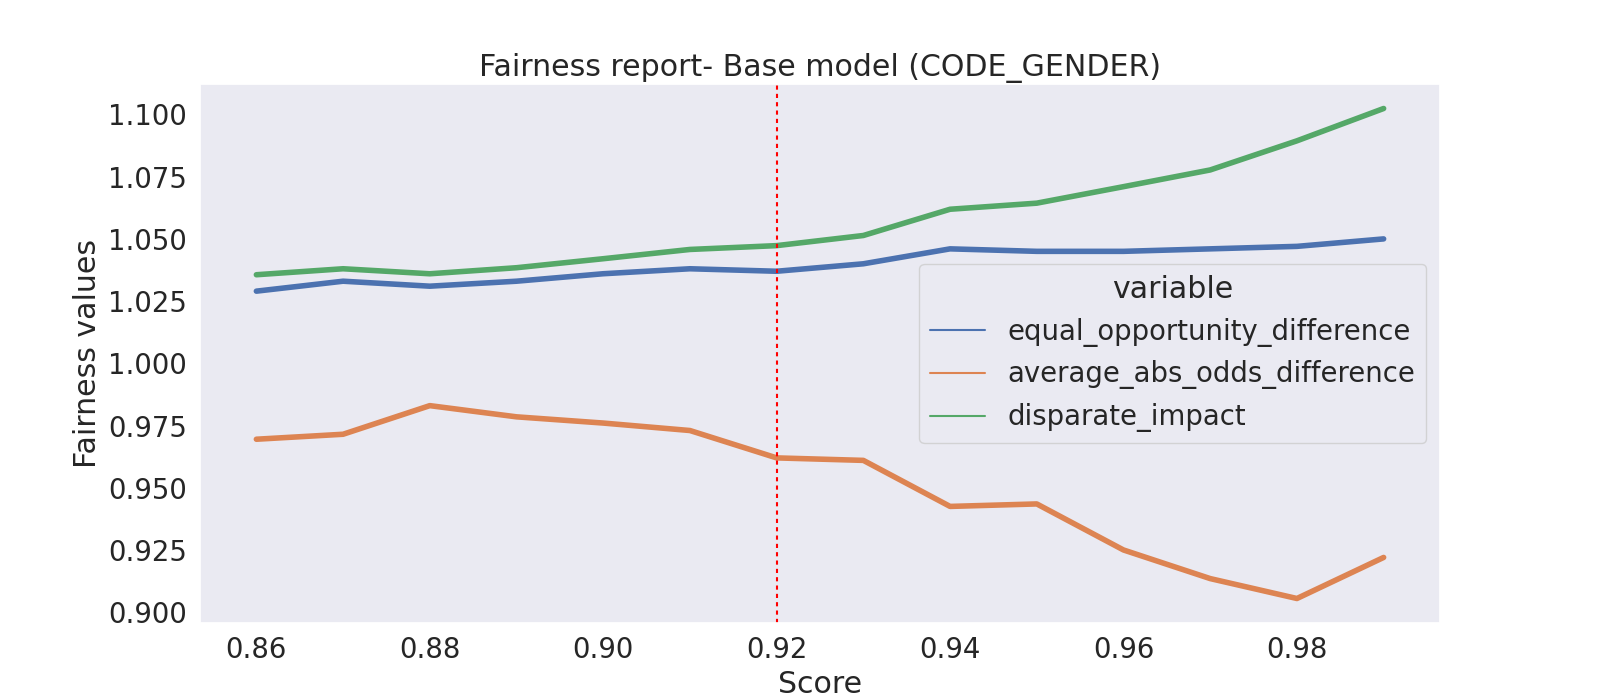 Fairness report- Base model (CODE_GENDER)
1.100
1.075
1.050
1.025
1.000
0.975
0.950
0.925
0.900
Fairness values
variable
equal_opportunity_difference
average_abs_odds_difference
disparate_impact
0.86 0.88 0.90 0.92 0.94 0.96 0.98
Score